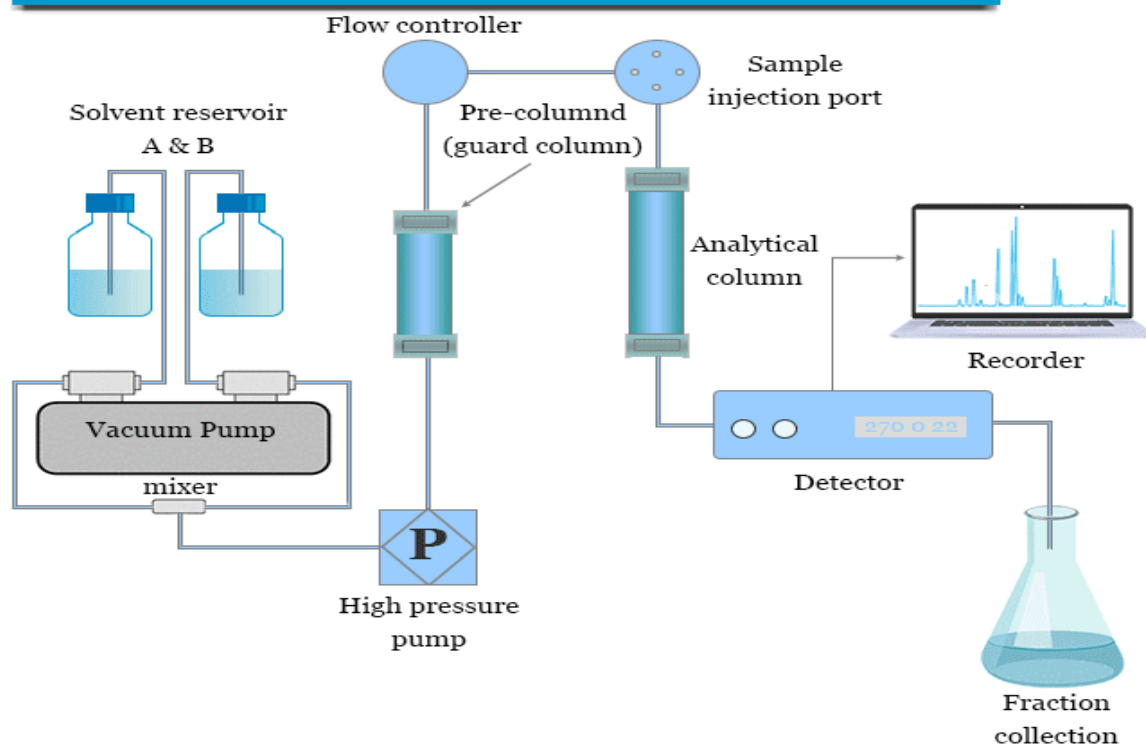 Flow controller
Sample
injection port
Solvent reservoir
A & B
Pre-columnd
(guard column)
Analytical
column
Recorder
Vacuum Pump
270 0 22
mixer
Detector
P
High pressure
pump
Fraction
collection